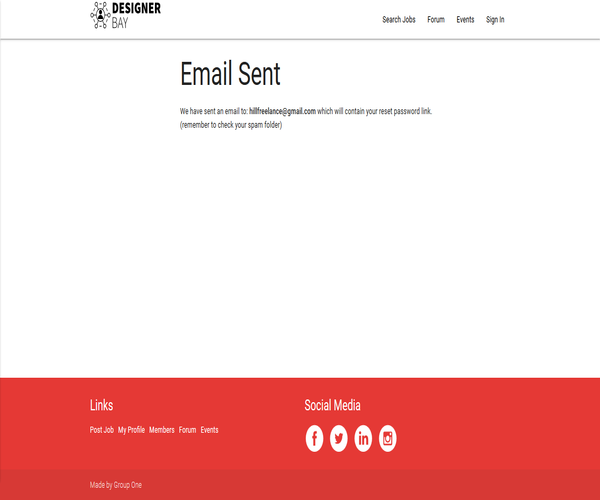 DESIGNER
BAY
Search Jobs Forum Events Sign In
Email Sent
We have sent an email to: hillfreelance@gmail.com which will contain your reset password link.
(remember to check your spam folder)
Links
Post Job My Profile Members Forum Events
Social Media
f in
Made by Group One